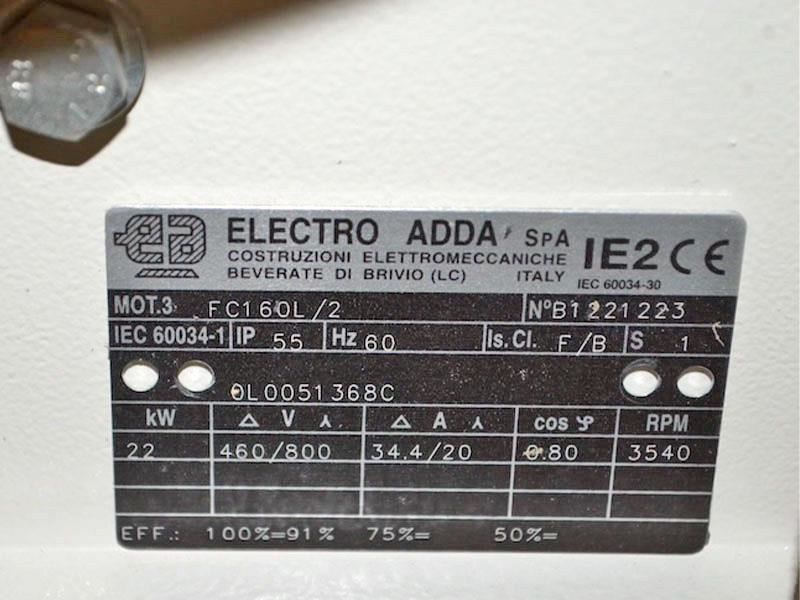 ELECTRO ADDA SpA
IE2 CE
COSTRUZIONI ELETTROMECCANICHE
BEVERATE DI BRIVIO (LC) ITALY
IEC 60034-30
MOT.3 FC160L/2 NºB1221223
IEC 60034-1 IP 55 Hz 60 Is. Cl. F/B S 1
0L0051368C
kW △ V ⅄ △ A ⅄ cos φ RPM
22 460/800 34.4/20 0.80 3540
EFF.: 100%=91% 75%= 50%=